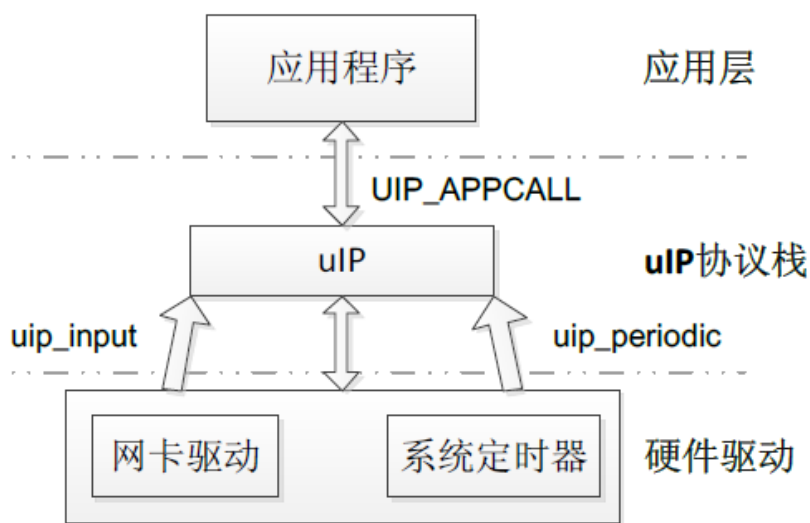 应用程序
应用层
UIP_APPCALL
uIP
uIP协议栈
uip_input
uip_periodic
网卡驱动
系统定时器
硬件驱动